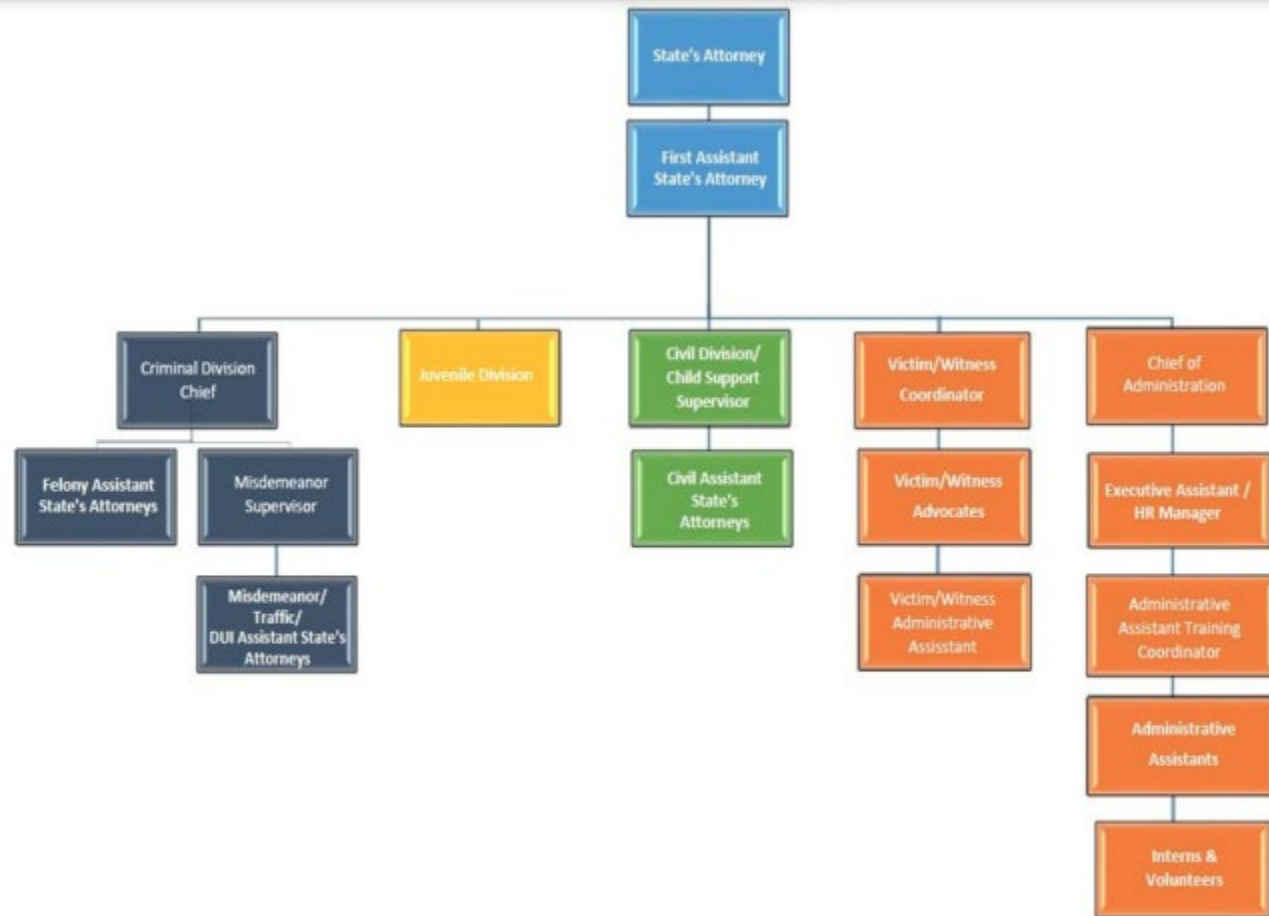 State's Attorney
First Assistant
State's Attorney
Criminal Division
Chief
Juvenile Division
Civil Division/
Child Support
Supervisor
Victim/Witness
Coordinator
Chief of
Administration
Felony Assistant
State's Attorneys
Misdemeanor
Supervisor
Civil Assistant
State's
Attorneys
Victim/Witness
Advocates
Executive Assistant /
HR Manager
Misdemeanor/
Traffic/
DUI Assistant State's
Attorneys
Victim/Witness
Administrative
Assisstant
Administrative
Assistant Training
Coordinator
Administrative
Assistants
Interns &
Volunteers